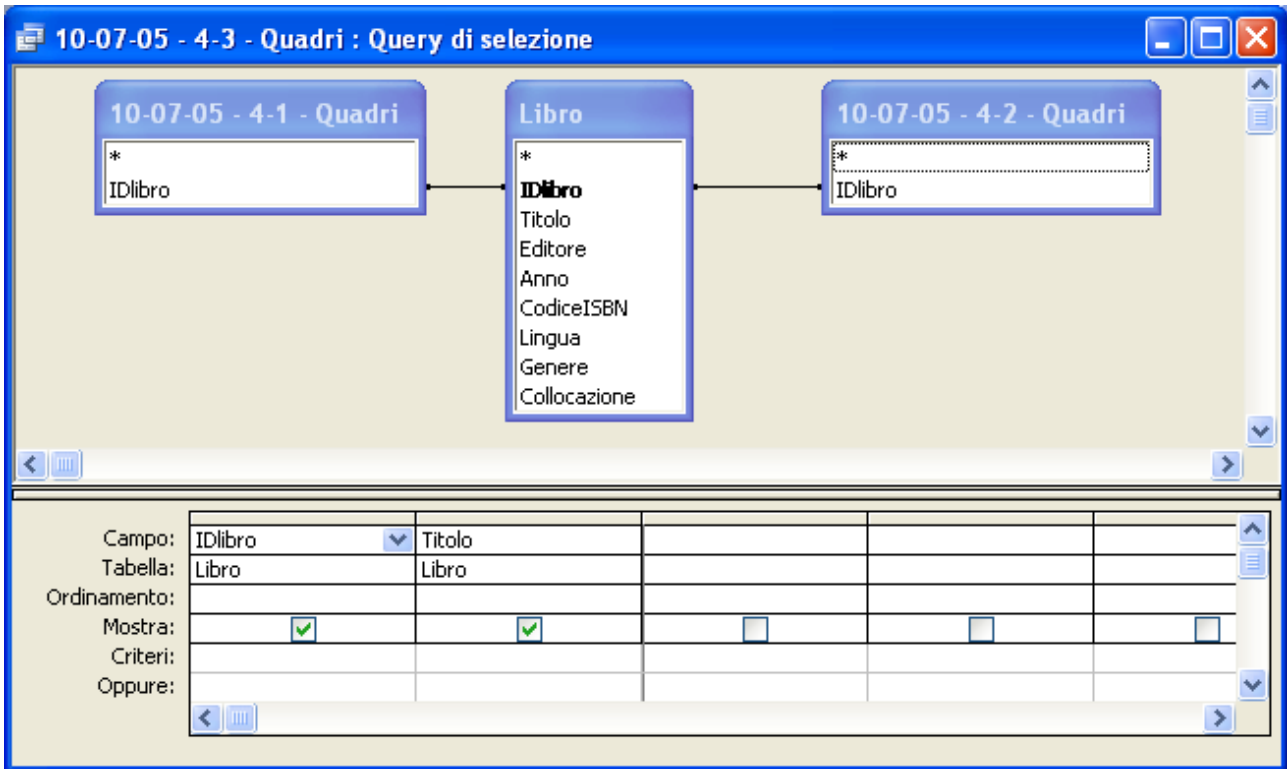 10-07-05 - 4-3 - Quadri : Query di selezione
10-07-05 - 4-1 - Quadri
*
IDlibro
Libro
*
IDlibro
Titolo
Editore
Anno
CodiceISBN
Lingua
Genere
Collocazione
10-07-05 - 4-2 - Quadri
*
IDlibro
Campo: IDlibro Titolo
Tabella: Libro Libro
Ordinamento:
Mostra:
Criteri:
Oppure: